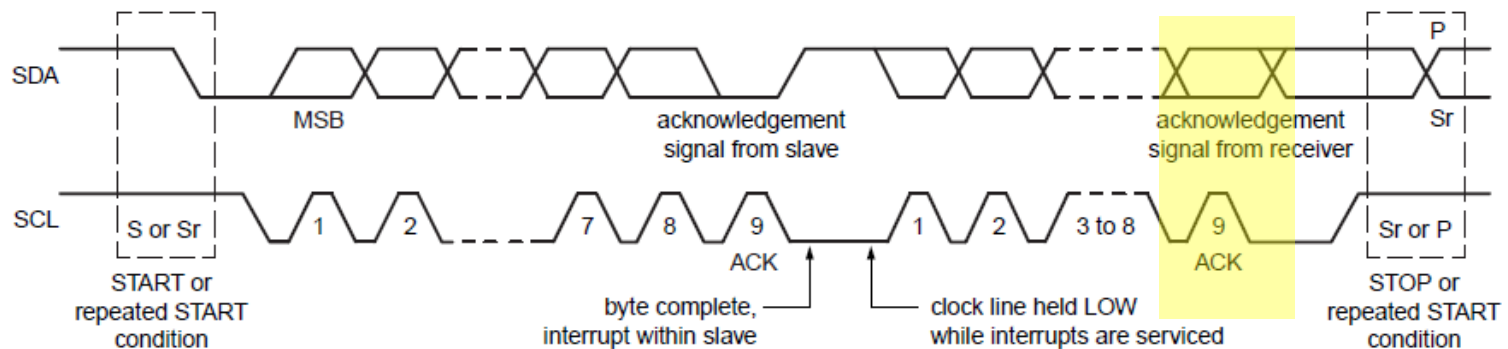 P
SDA
MSB
acknowledgement
signal from slave
acknowledgement
signal from receiver
Sr
SCL
S or Sr
1
2
7
8
9
1
2
3 to 8
9
Sr or P
ACK
ACK
START or
repeated START
condition
byte complete,
interrupt within slave
clock line held LOW
while interrupts are serviced
STOP or
repeated START
condition